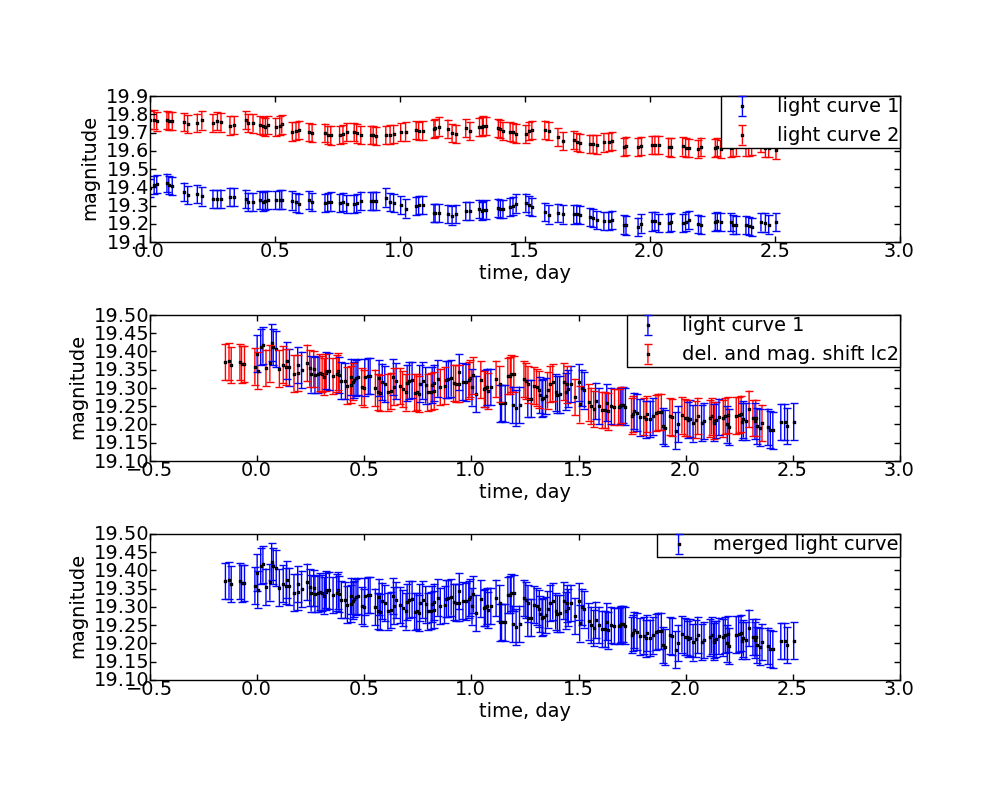 19.9
19.8
19.7
19.6
19.5
19.4
19.3
19.2
19.1
magnitude
light curve 1
light curve 2
0.0 0.5 1.0 1.5 2.0 2.5 3.0
time, day
19.50
19.45
19.40
19.35
19.30
19.25
19.20
19.15
19.10
magnitude
light curve 1
del. and mag. shift lc2
−0.5 0.0 0.5 1.0 1.5 2.0 2.5 3.0
time, day
19.50
19.45
19.40
19.35
19.30
19.25
19.20
19.15
19.10
magnitude
merged light curve
−0.5 0.0 0.5 1.0 1.5 2.0 2.5 3.0
time, day